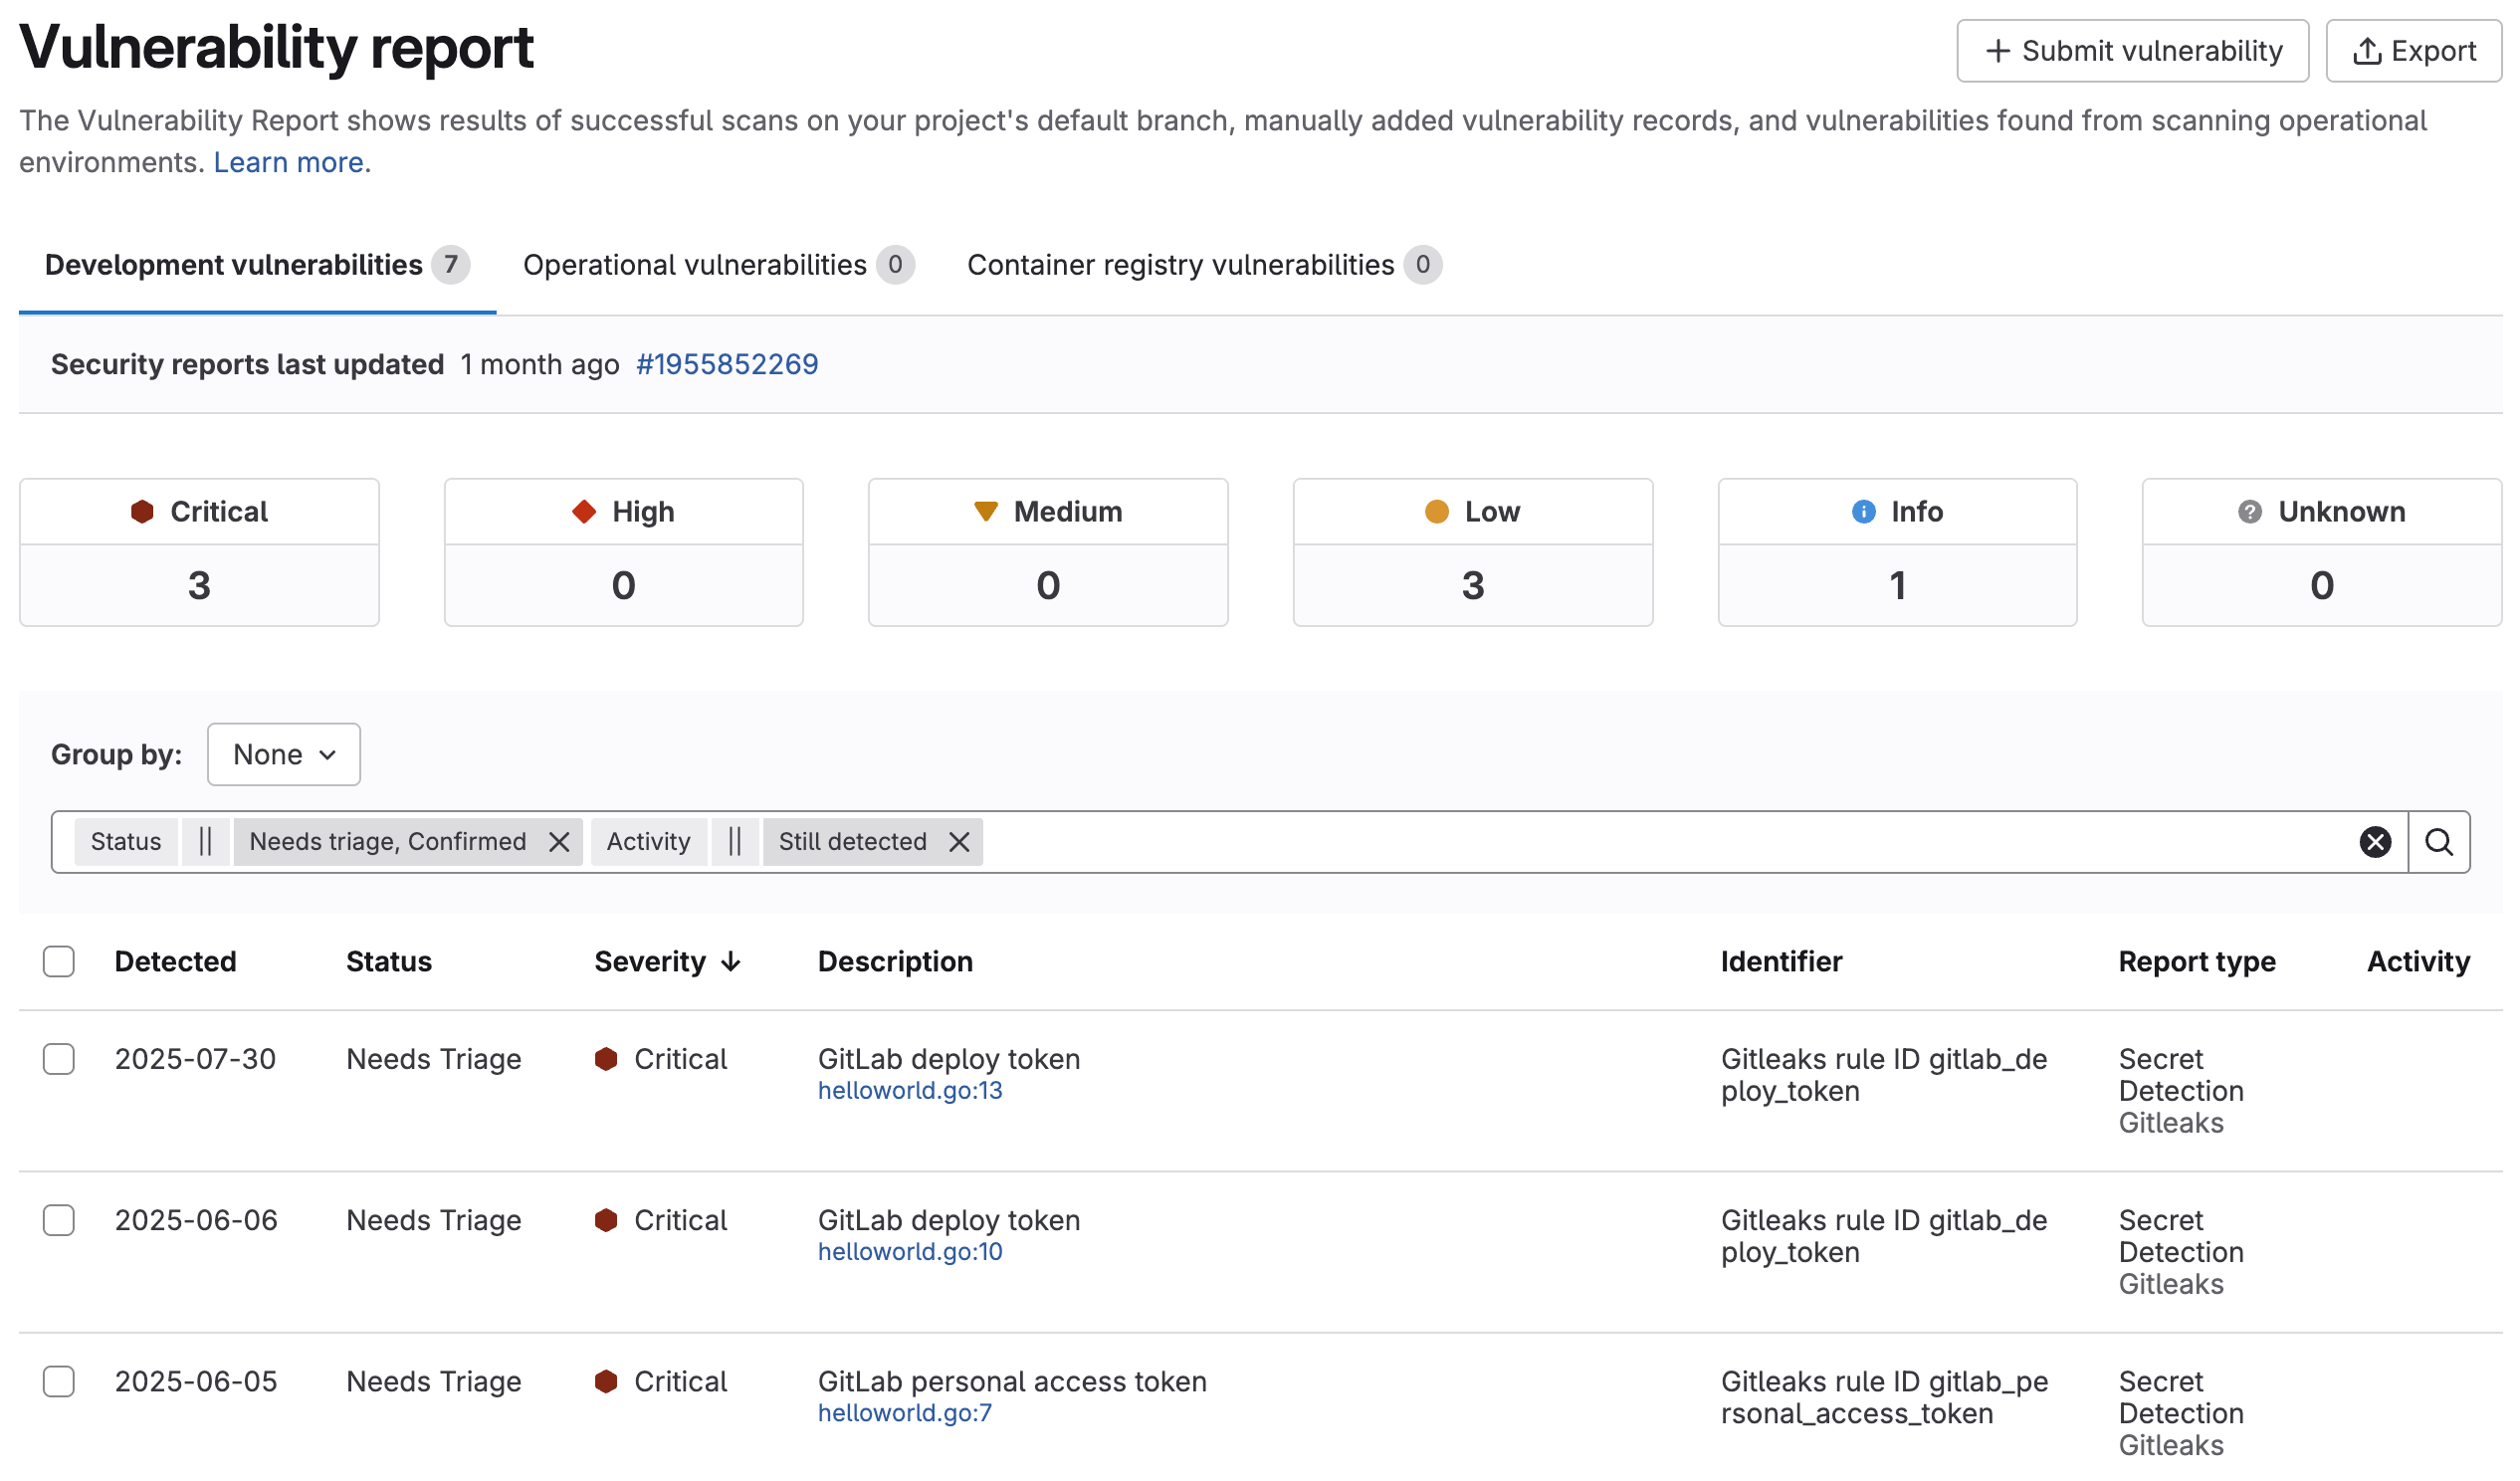 Vulnerability report
Submit vulnerability
Export
The Vulnerability Report shows results of successful scans on your project's default branch, manually added vulnerability records, and vulnerabilities found from scanning operational
environments. Learn more.
Development vulnerabilities 7
Operational vulnerabilities 0
Container registry vulnerabilities 0
Security reports last updated 1 month ago #1955852269
Critical
High
Medium
Low
Info
Unknown
3
0
0
3
1
0
Group by: None
Status || Needs triage, Confirmed Activity || Still detected
Detected Status Severity Description Identifier Report type Activity
2025-07-30 Needs Triage Critical GitLab deploy token Gitleaks rule ID gitlab_de Secret
helloworld.go:13 ploy_token Detection
Gitleaks
2025-06-06 Needs Triage Critical GitLab deploy token Gitleaks rule ID gitlab_de Secret
helloworld.go:10 ploy_token Detection
Gitleaks
2025-06-05 Needs Triage Critical GitLab personal access token Gitleaks rule ID gitlab_pe Secret
helloworld.go:7 rsonal_access_token Detection
Gitleaks